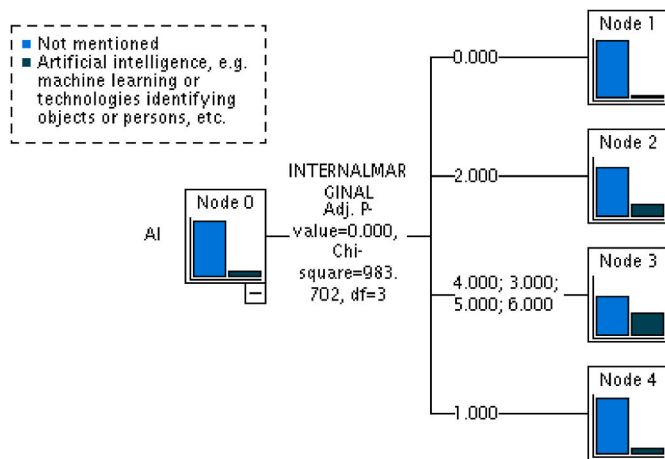 Not mentioned
Artificial intelligence, e.g.
machine learning or
technologies identifying
objects or persons, etc.
AI
Node 0
INTERNALMAR
GINAL
Adj. P-
value=0.000,
Chi-
square=983.
702, df=3
0.000
Node 1
2.000
Node 2
4.000; 3.000;
5.000; 6.000
Node 3
1.000
Node 4